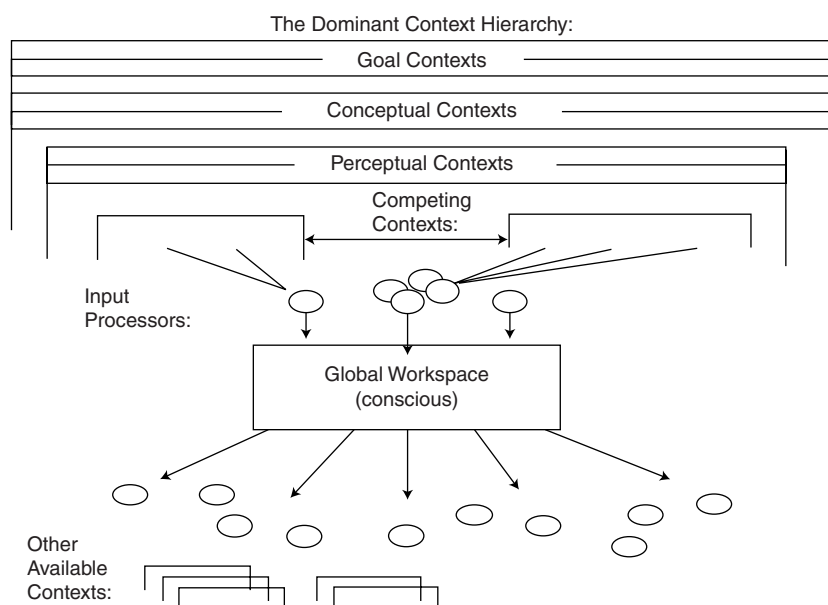 The Dominant Context Hierarchy:
Goal Contexts
Conceptual Contexts
Perceptual Contexts
Competing
Contexts:
Input
Processors:
Global Workspace
(conscious)
Other
Available
Contexts: